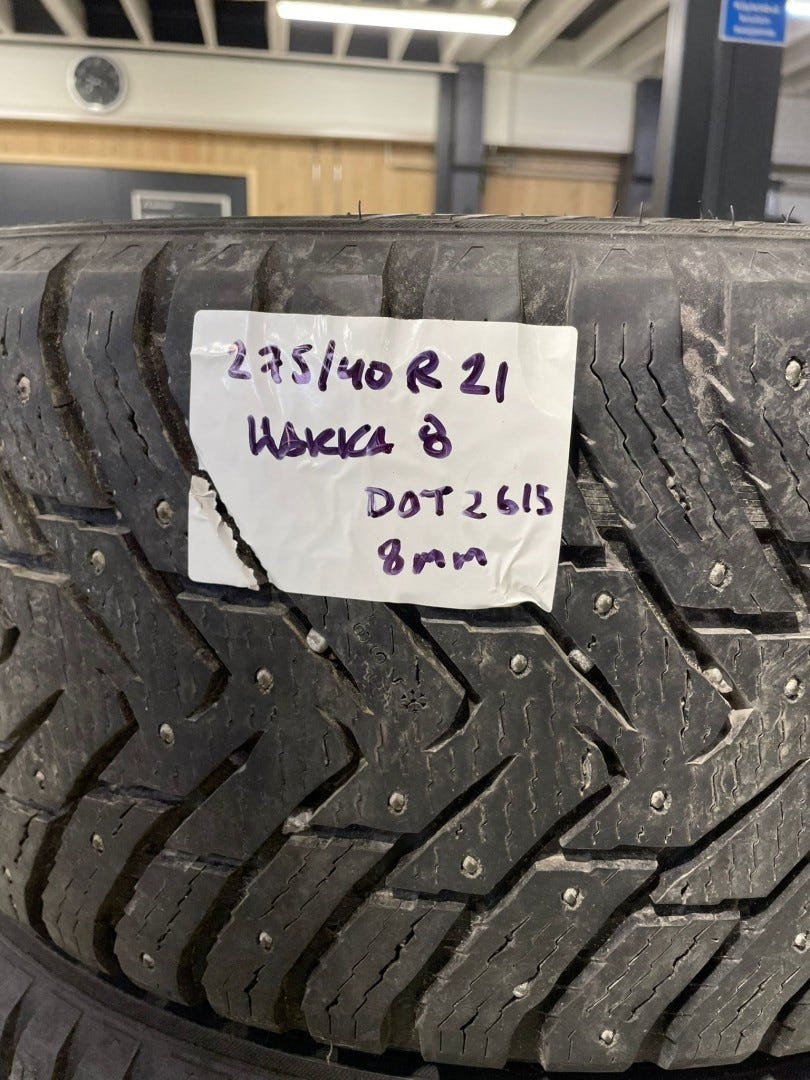 275/40 R 21
HAKKA 8
DOT 2615
8mm